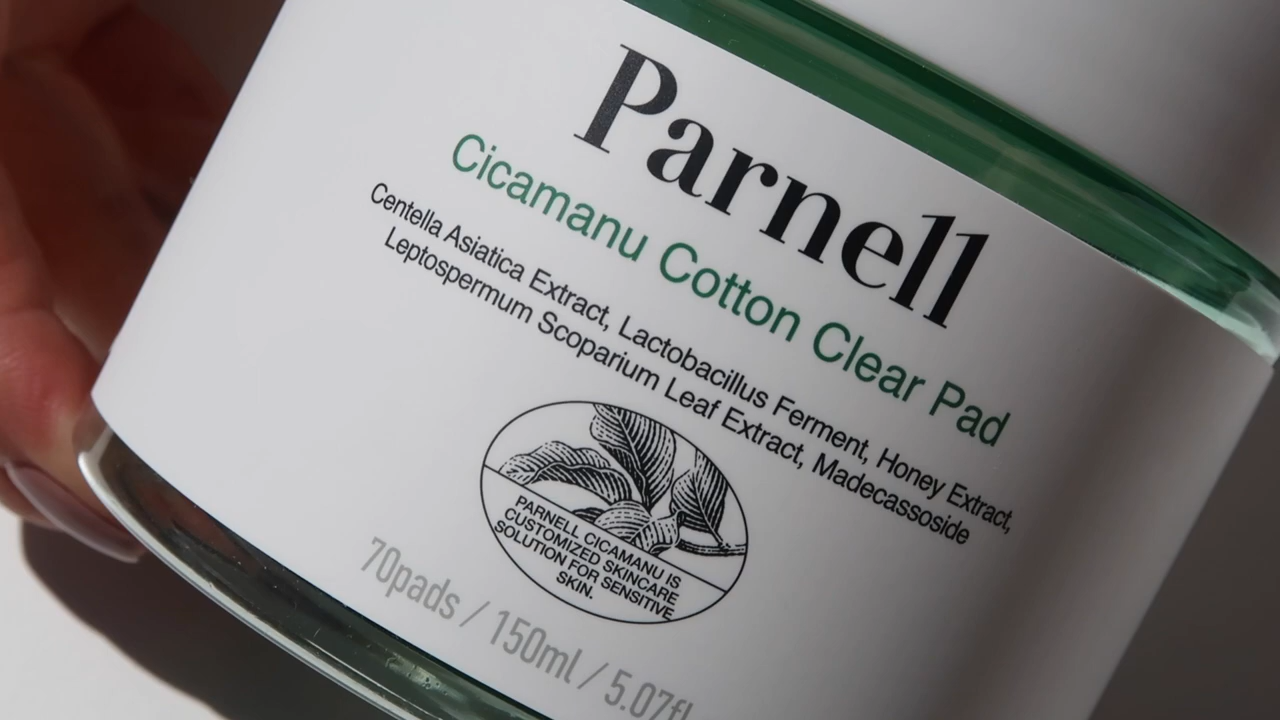 Parnell
Cicamanu Cotton Clear Pad
Centella Asiatica Extract, Lactobacillus Ferment, Honey Extract,
Leptospermum Scoparium Leaf Extract, Madecassoside
PARNELL CICAMANU IS
CUSTOMIZED SKINCARE
SOLUTION FOR SENSITIVE
SKIN.
70pads / 150ml / 5.07fl